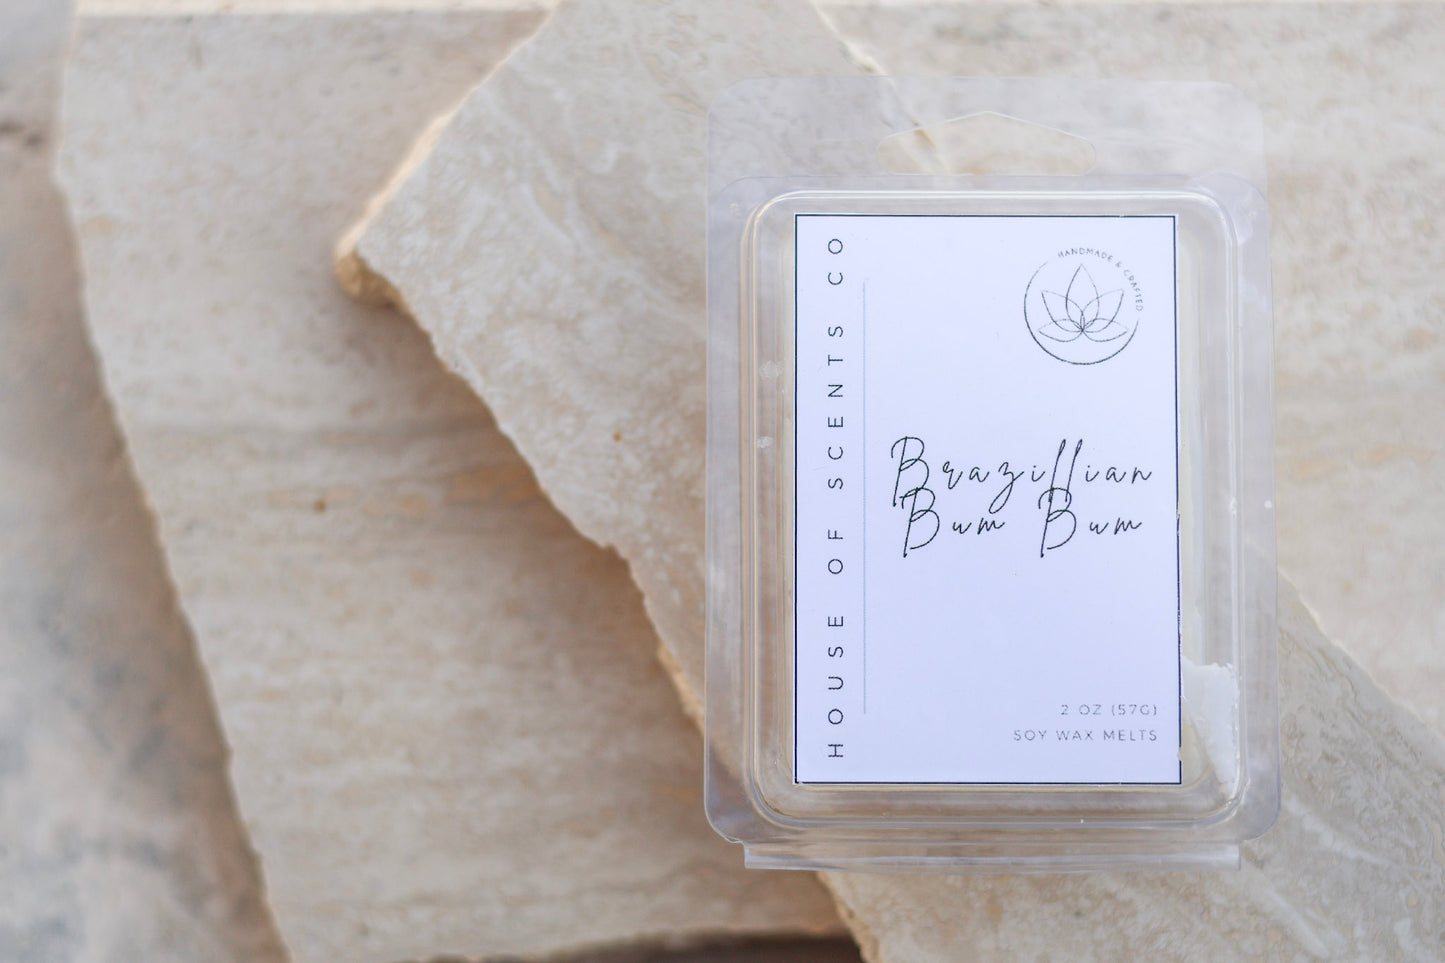 HOUSE OF SCENTS CO
HANDMADE & CRAFTED
Brazillian
Bum Bum
2 OZ (57G)
SOY WAX MELTS